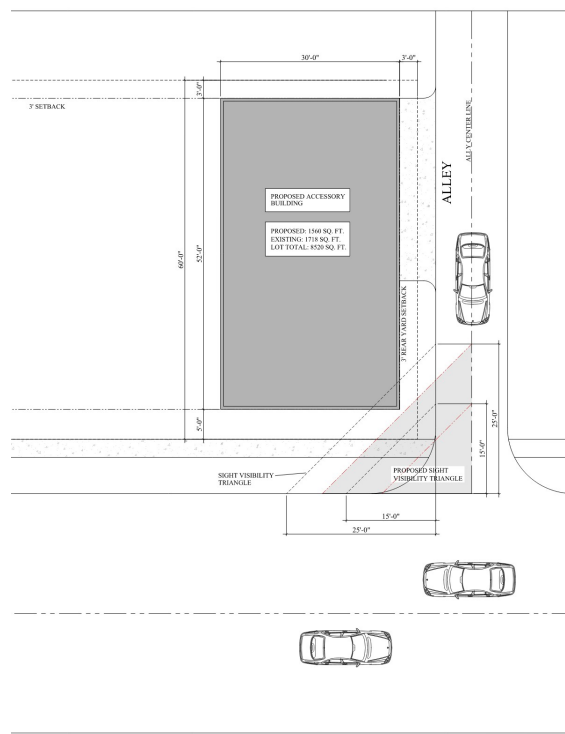 30'-0"
3'-0"
3'-0"
3' SETBACK
ALLY CENTER LINE
ALLEY
PROPOSED ACCESSORY
BUILDING
PROPOSED: 1560 SQ. FT.
EXISTING: 1718 SQ. FT.
LOT TOTAL: 8520 SQ. FT.
60'-0"
52'-0"
3' REAR YARD SETBACK
5'-0"
25'-0"
15'-0"
SIGHT VISIBILITY
TRIANGLE
PROPOSED SIGHT
VISIBILITY TRIANGLE
15'-0"
25'-0"